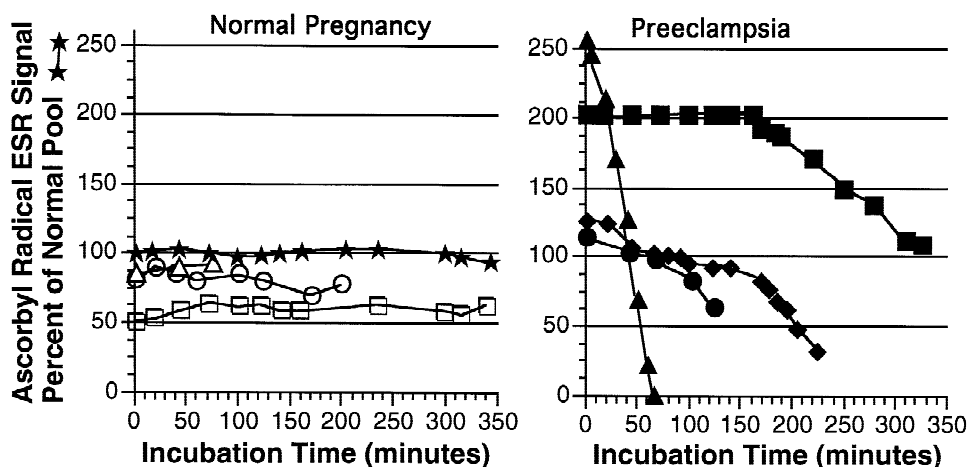 Normal Pregnancy
Preeclampsia
Ascorbyl Radical ESR Signal
Percent of Normal Pool
250
200
150
100
50
0
0 50 100 150 200 250 300 350
Incubation Time (minutes)
250
200
150
100
50
0
0 50 100 150 200 250 300 350
Incubation Time (minutes)